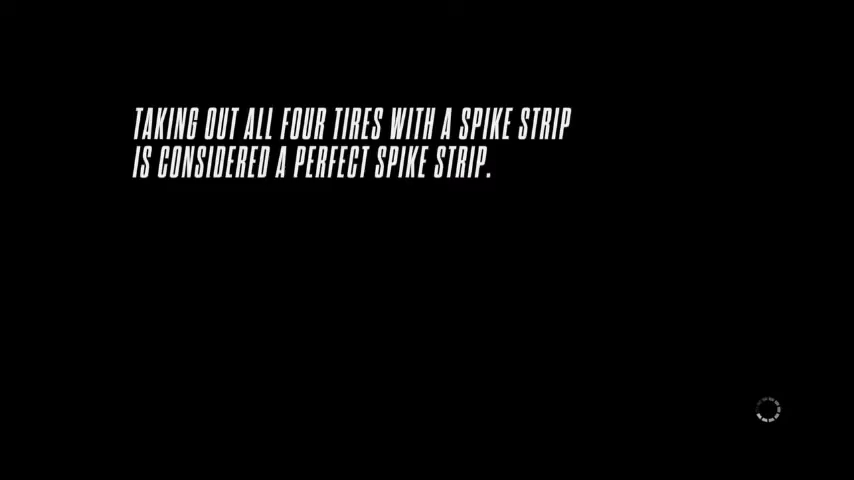 TAKING OUT ALL FOUR TIRES WITH A SPIKE STRIP
IS CONSIDERED A PERFECT SPIKE STRIP.